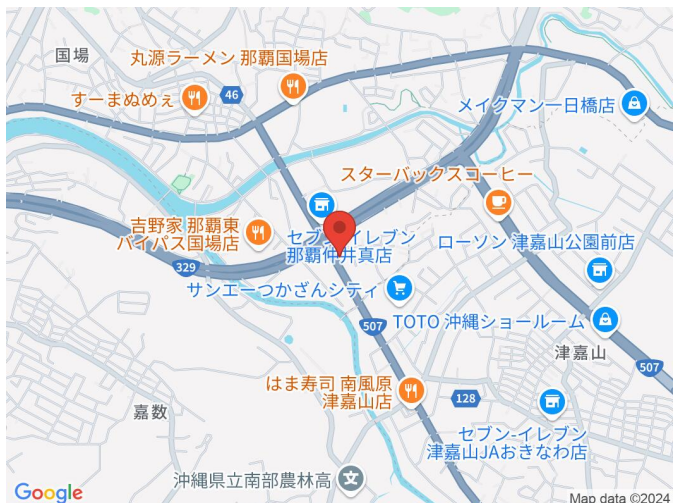 国場
丸源ラーメン 那覇国場店
すーまぬめぇ
46
メイクマン一日橋店
スターバックスコーヒー
吉野家 那覇東
バイパス国場店
セブン-イレブン
那覇仲井真店
ローソン 津嘉山公園前店
329
サンエーつかざんシティ
507
TOTO 沖縄ショールーム
津嘉山
507
はま寿司 南風原
津嘉山店
128
嘉数
セブン-イレブン
津嘉山JAおきなわ店
沖縄県立南部農林高
文
Google
Map data ©2024